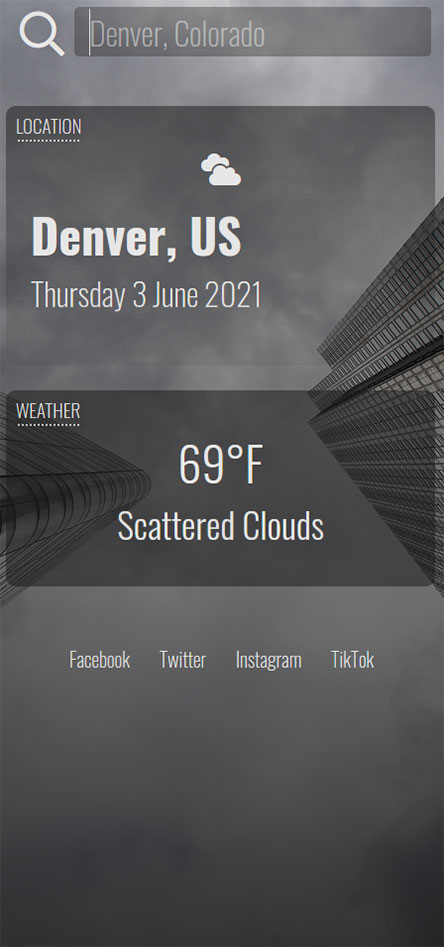 Denver, Colorado
LOCATION
Denver, US
Thursday 3 June 2021
WEATHER
69°F
Scattered Clouds
Facebook Twitter Instagram TikTok